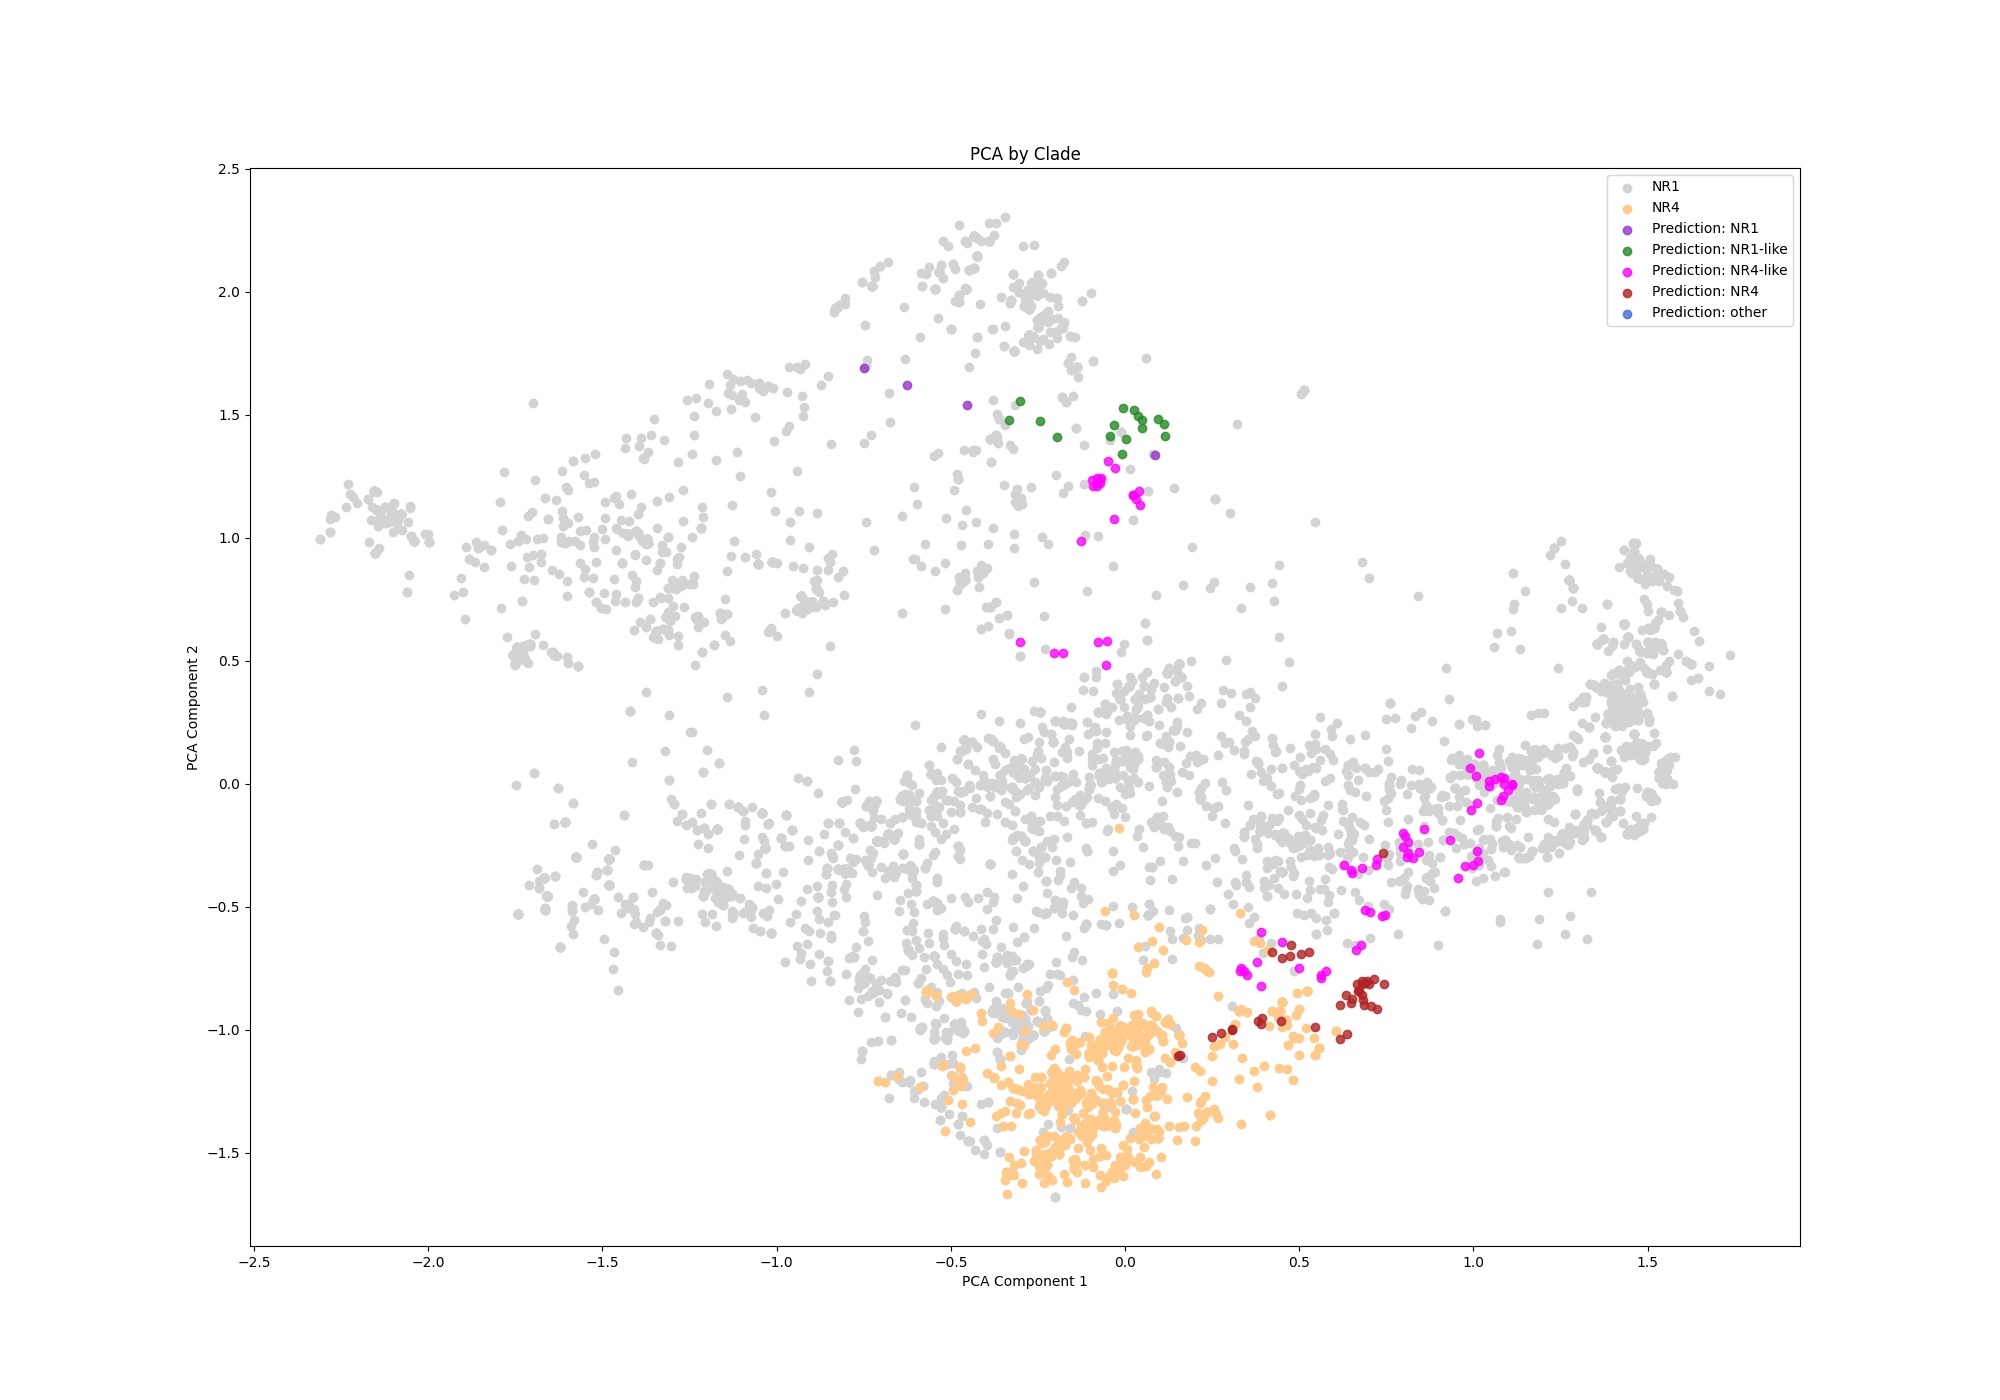 PCA by Clade
NR1
NR4
Prediction: NR1
Prediction: NR1-like
Prediction: NR4-like
Prediction: NR4
Prediction: other
PCA Component 2
2.5
2.0
1.5
1.0
0.5
0.0
−0.5
−1.0
−1.5
−2.5 −2.0 −1.5 −1.0 −0.5 0.0 0.5 1.0 1.5
PCA Component 1